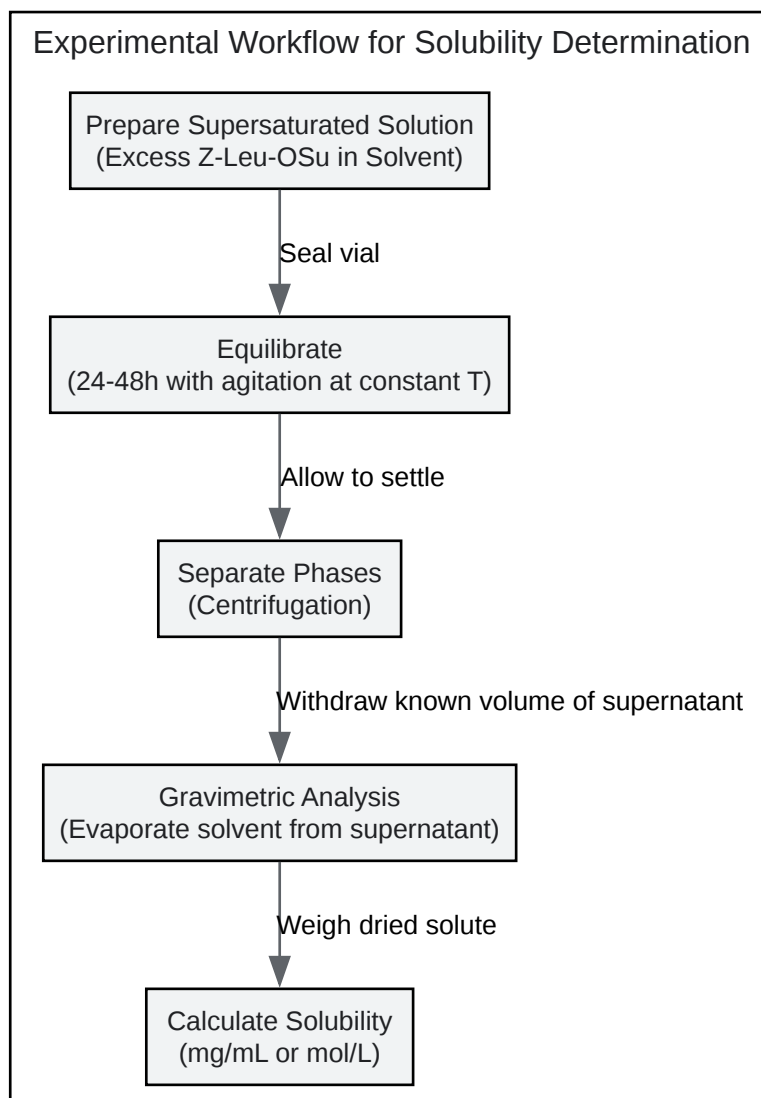 Experimental Workflow for Solubility Determination
Prepare Supersaturated Solution
(Excess Z-Leu-OSu in Solvent)
Seal vial
Equilibrate
(24-48h with agitation at constant T)
Allow to settle
Separate Phases
(Centrifugation)
Withdraw known volume of supernatant
Gravimetric Analysis
(Evaporate solvent from supernatant)
Weigh dried solute
Calculate Solubility
(mg/mL or mol/L)